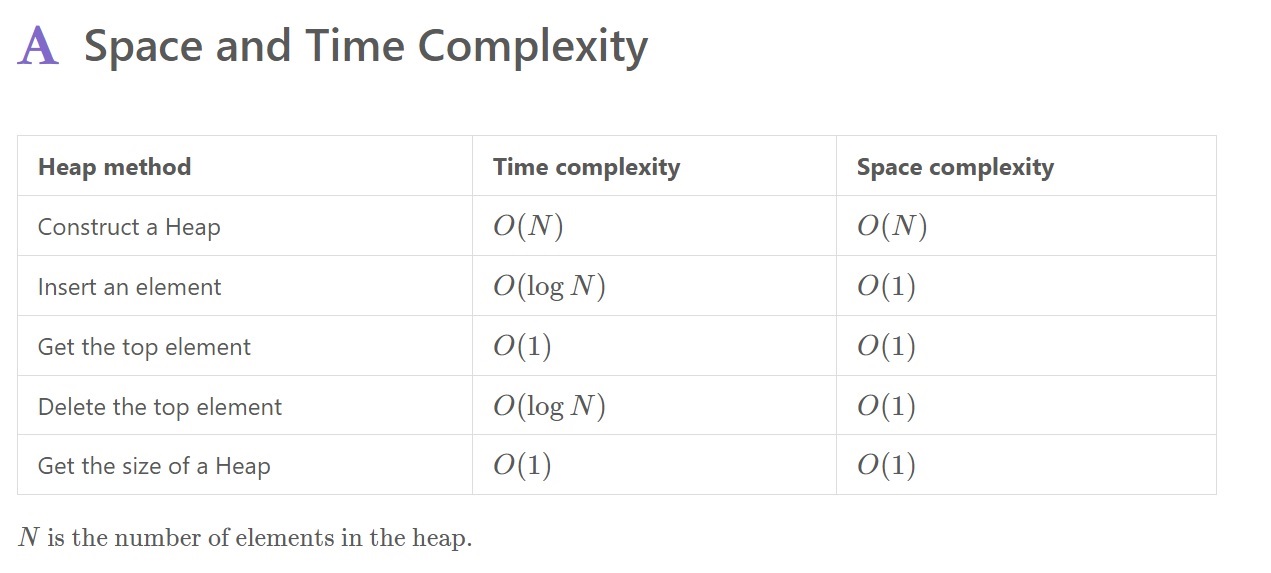 A Space and Time Complexity
Heap method Time complexity Space complexity
Construct a Heap O(N) O(N)
Insert an element O(log N) O(1)
Get the top element O(1) O(1)
Delete the top element O(log N) O(1)
Get the size of a Heap O(1) O(1)
N is the number of elements in the heap.